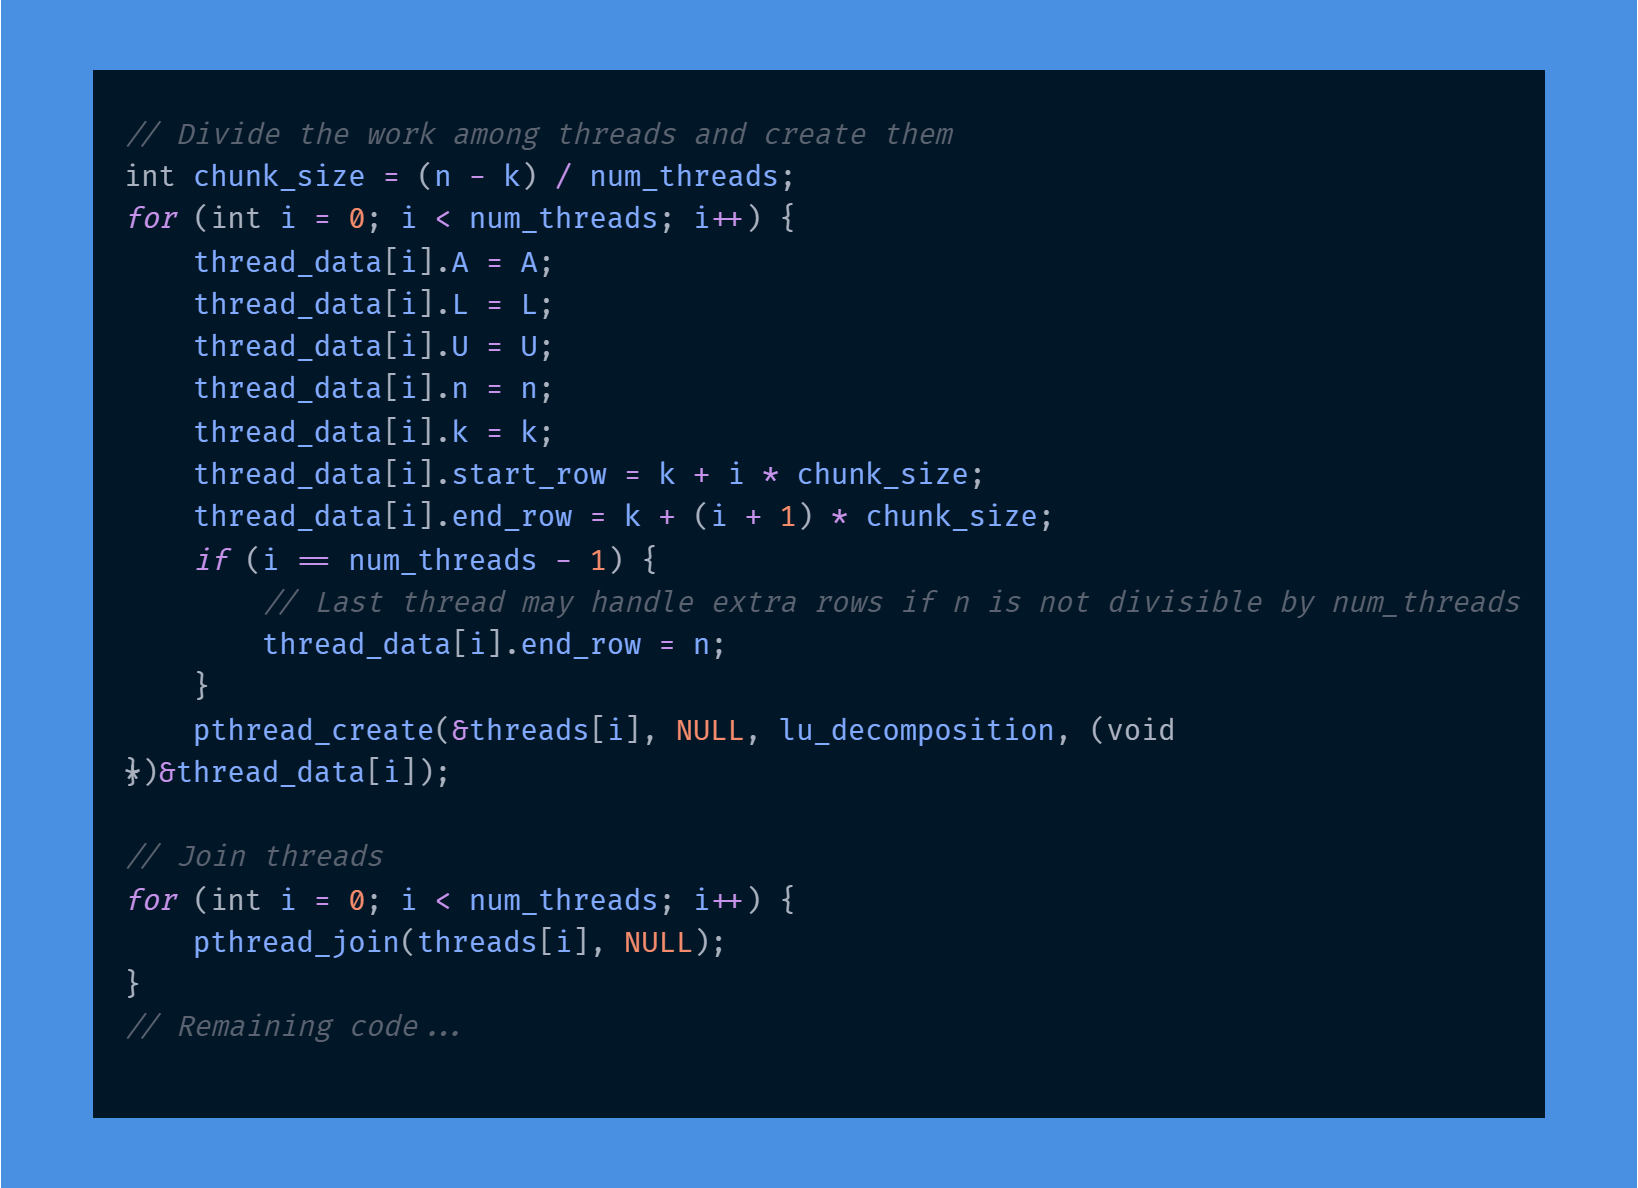 // Divide the work among threads and create them
int chunk_size = (n - k) / num_threads;
for (int i = 0; i < num_threads; i++) {
    thread_data[i].A = A;
    thread_data[i].L = L;
    thread_data[i].U = U;
    thread_data[i].n = n;
    thread_data[i].k = k;
    thread_data[i].start_row = k + i * chunk_size;
    thread_data[i].end_row = k + (i + 1) * chunk_size;
    if (i == num_threads - 1) {
        // Last thread may handle extra rows if n is not divisible by num_threads
        thread_data[i].end_row = n;
    }
    pthread_create(&threads[i], NULL, lu_decomposition, (void
*)&thread_data[i]);
}
// Join threads
for (int i = 0; i < num_threads; i++) {
    pthread_join(threads[i], NULL);
}
// Remaining code...